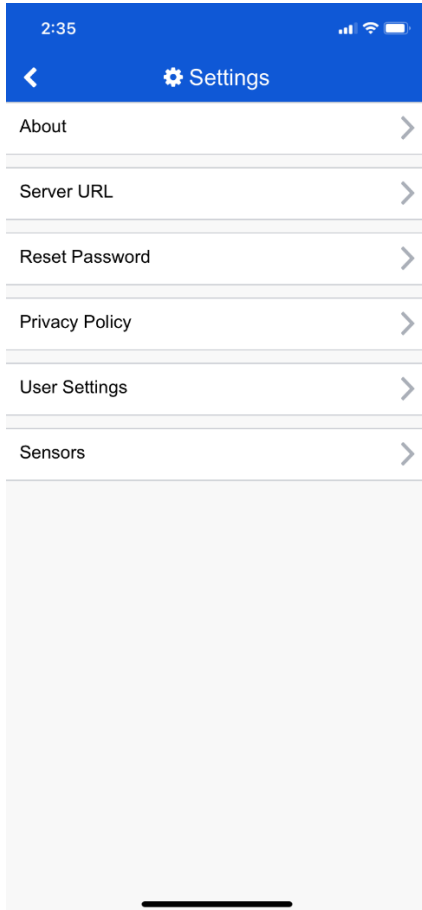 2:35
Settings
About
Server URL
Reset Password
Privacy Policy
User Settings
Sensors